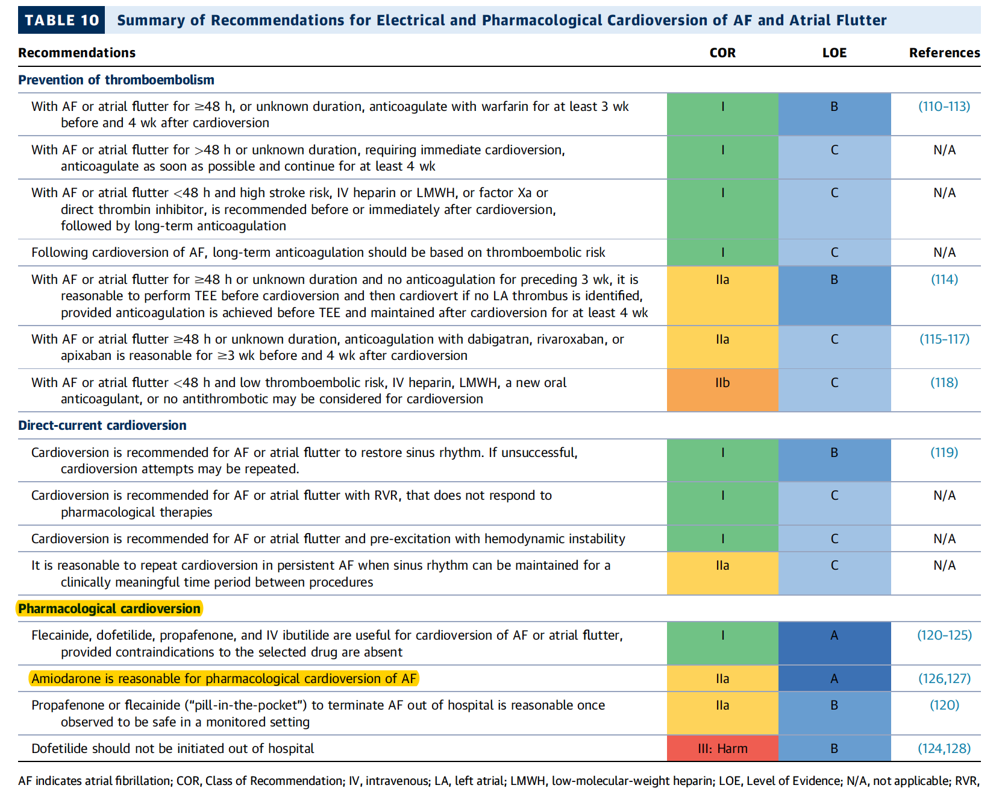 TABLE 10 Summary of Recommendations for Electrical and Pharmacological Cardioversion of AF and Atrial Flutter
Recommendations COR LOE References
Prevention of thromboembolism
With AF or atrial flutter for ≥48 h, or unknown duration, anticoagulate with warfarin for at least 3 wk I B (110–113)
before and 4 wk after cardioversion
With AF or atrial flutter for >48 h or unknown duration, requiring immediate cardioversion, I C N/A
anticoagulate as soon as possible and continue for at least 4 wk
With AF or atrial flutter <48 h and high stroke risk, IV heparin or LMWH, or factor Xa or I C N/A
direct thrombin inhibitor, is recommended before or immediately after cardioversion,
followed by long-term anticoagulation
Following cardioversion of AF, long-term anticoagulation should be based on thromboembolic risk I C N/A
With AF or atrial flutter for ≥48 h or unknown duration and no anticoagulation for preceding 3 wk, it is IIa B (114)
reasonable to perform TEE before cardioversion and then cardiovert if no LA thrombus is identified,
provided anticoagulation is achieved before TEE and maintained after cardioversion for at least 4 wk
With AF or atrial flutter ≥48 h or unknown duration, anticoagulation with dabigatran, rivaroxaban, or IIa C (115–117)
apixaban is reasonable for ≥3 wk before and 4 wk after cardioversion
With AF or atrial flutter <48 h and low thromboembolic risk, IV heparin, LMWH, a new oral IIb C (118)
anticoagulant, or no antithrombotic may be considered for cardioversion
Direct-current cardioversion
Cardioversion is recommended for AF or atrial flutter to restore sinus rhythm. If unsuccessful, I B (119)
cardioversion attempts may be repeated.
Cardioversion is recommended for AF or atrial flutter with RVR, that does not respond to I C N/A
pharmacological therapies
Cardioversion is recommended for AF or atrial flutter and pre-excitation with hemodynamic instability I C N/A
It is reasonable to repeat cardioversion in persistent AF when sinus rhythm can be maintained for a IIa C N/A
clinically meaningful time period between procedures
Pharmacological cardioversion
Flecainide, dofetilide, propafenone, and IV ibutilide are useful for cardioversion of AF or atrial flutter, I A (120–125)
provided contraindications to the selected drug are absent
Amiodarone is reasonable for pharmacological cardioversion of AF IIa A (126,127)
Propafenone or flecainide (“pill-in-the-pocket”) to terminate AF out of hospital is reasonable once IIa B (120)
observed to be safe in a monitored setting
Dofetilide should not be initiated out of hospital III: Harm B (124,128)
AF indicates atrial fibrillation; COR, Class of Recommendation; IV, intravenous; LA, left atrial; LMWH, low-molecular-weight heparin; LOE, Level of Evidence; N/A, not applicable; RVR,